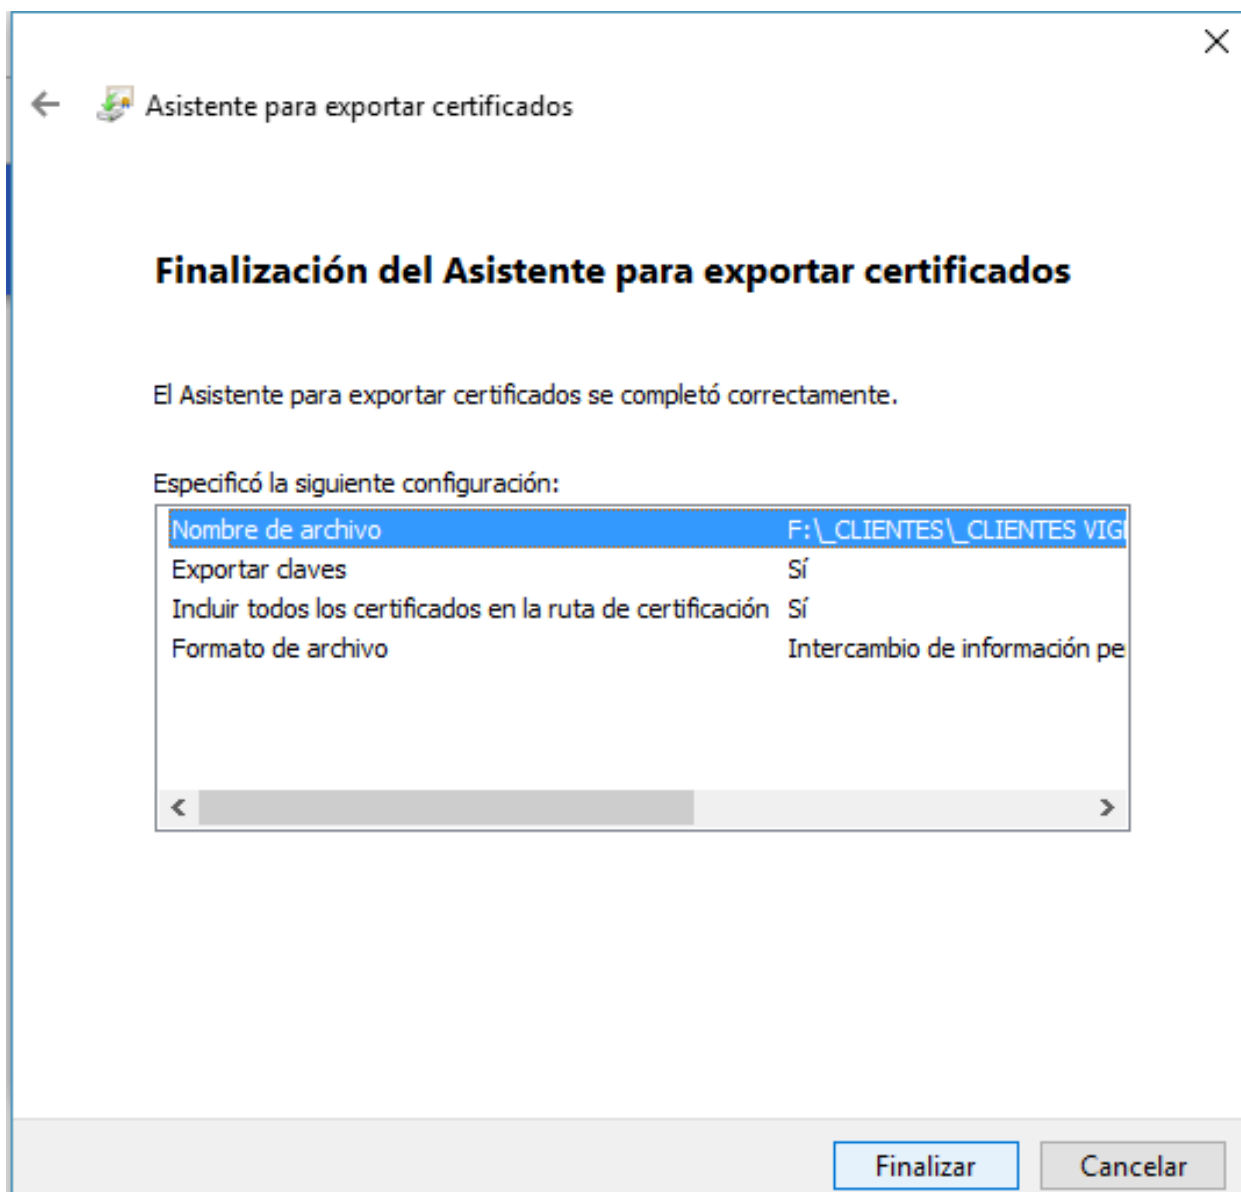 Asistente para exportar certificados
Finalización del Asistente para exportar certificados
El Asistente para exportar certificados se completó correctamente.
Especificó la siguiente configuración:
Nombre de archivo F:\_CLIENTES\_CLIENTES
Exportar claves Sí
Incluir todos los certificados en la ruta de certificación Sí
Formato de archivo Intercambio de información
Finalizar Cancelar